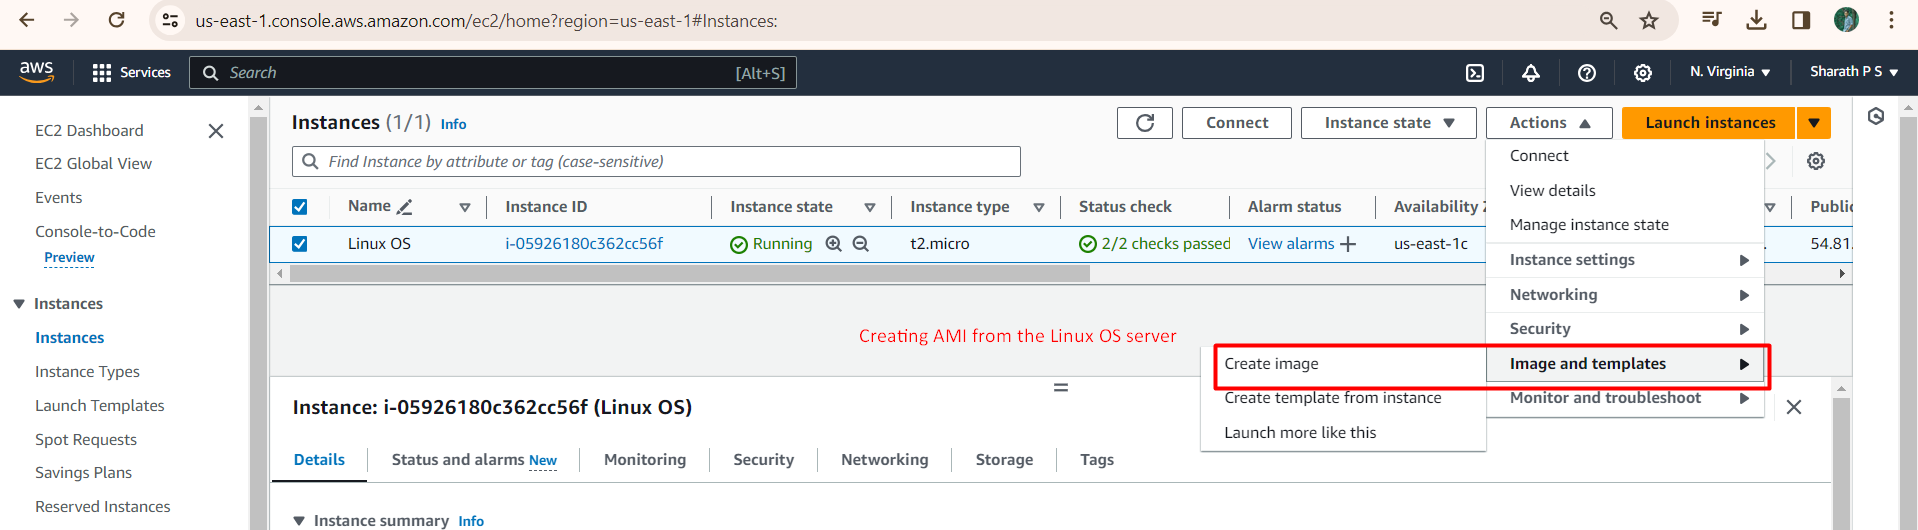 us-east-1.console.aws.amazon.com/ec2/home?region=us-east-1#Instances:
aws
Services
Search
[Alt+S]
N. Virginia
Sharath P S
EC2 Dashboard
EC2 Global View
Events
Console-to-Code
Preview
Instances
Instances
Instance Types
Launch Templates
Spot Requests
Savings Plans
Reserved Instances
Instances (1/1) Info
Connect
Instance state
Actions
Launch instances
Find Instance by attribute or tag (case-sensitive)
Name
Instance ID
Instance state
Instance type
Status check
Alarm status
Availability
Public
Linux OS
i-05926180c362cc56f
Running
t2.micro
2/2 checks passed
View alarms
us-east-1c
54.81.
Connect
View details
Manage instance state
Instance settings
Networking
Security
Image and templates
Monitor and troubleshoot
Create image
Create template from instance
Launch more like this
Creating AMI from the Linux OS server
Instance: i-05926180c362cc56f (Linux OS)
Details
Status and alarms New
Monitoring
Security
Networking
Storage
Tags
Instance summary Info